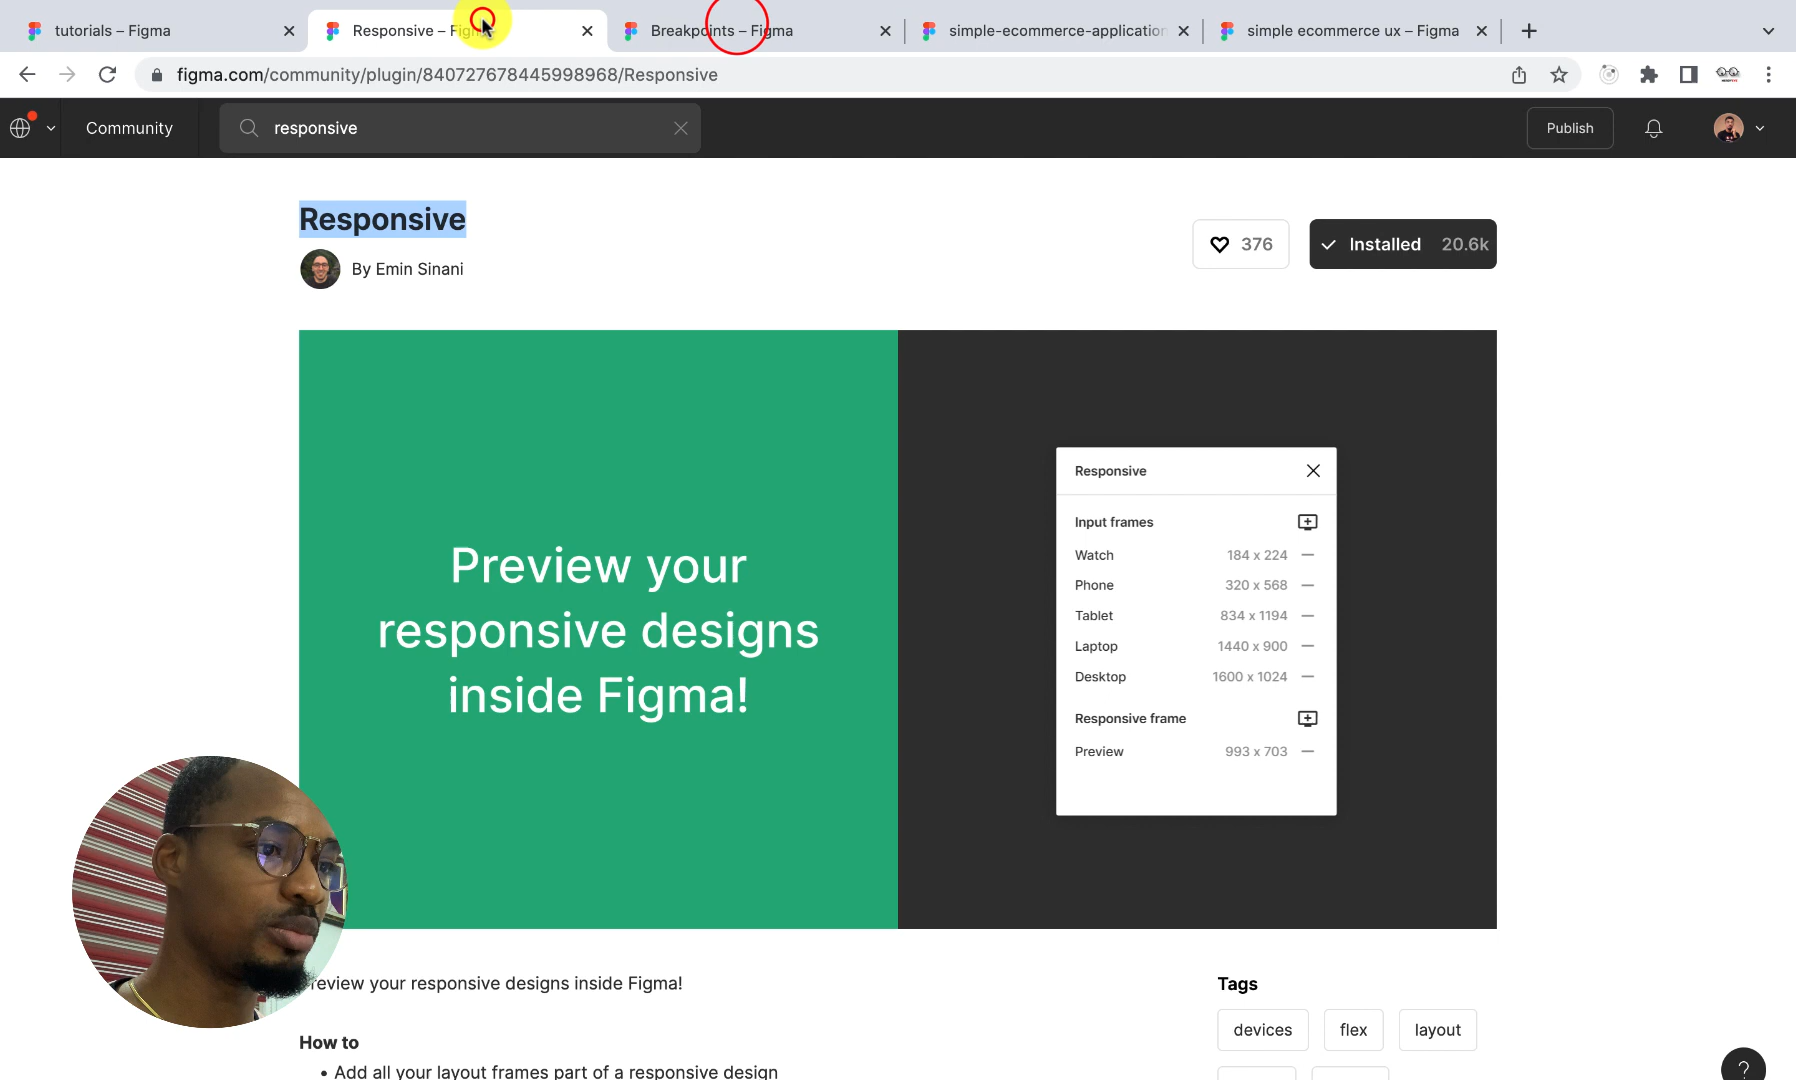 tutorials – Figma
Responsive – Figma
Breakpoints – Figma
simple-ecommerce-application
simple ecommerce ux – Figma
figma.com/community/plugin/840727678445998968/Responsive
Community
responsive
Publish
Responsive
By Emin Sinani
376
Installed 20.6k
Preview your
responsive designs
inside Figma!
Responsive
Input frames
Watch 184 x 224
Phone 320 x 568
Tablet 834 x 1194
Laptop 1440 x 900
Desktop 1600 x 1024
Responsive frame
Preview 993 x 703
Preview your responsive designs inside Figma!
How to
• Add all your layout frames part of a responsive design
Tags
devices
flex
layout
?